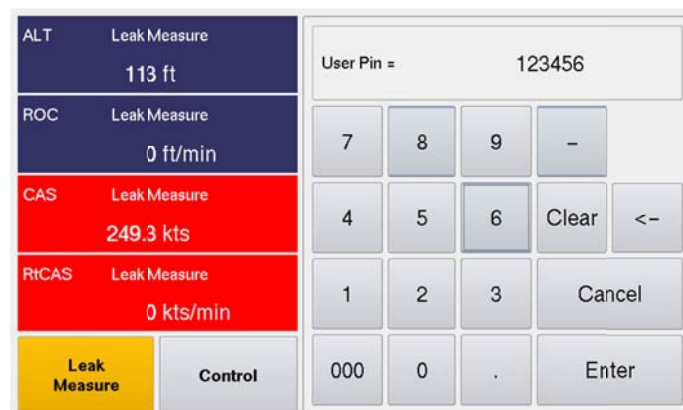 ALT Leak Measure
113 ft
ROC Leak Measure
0 ft/min
CAS Leak Measure
249.3 kts
RtCAS Leak Measure
0 kts/min
Leak
Measure
Control
User Pin = 123456
7 8 9 –
4 5 6 Clear <–
1 2 3 Cancel
000 0 . Enter